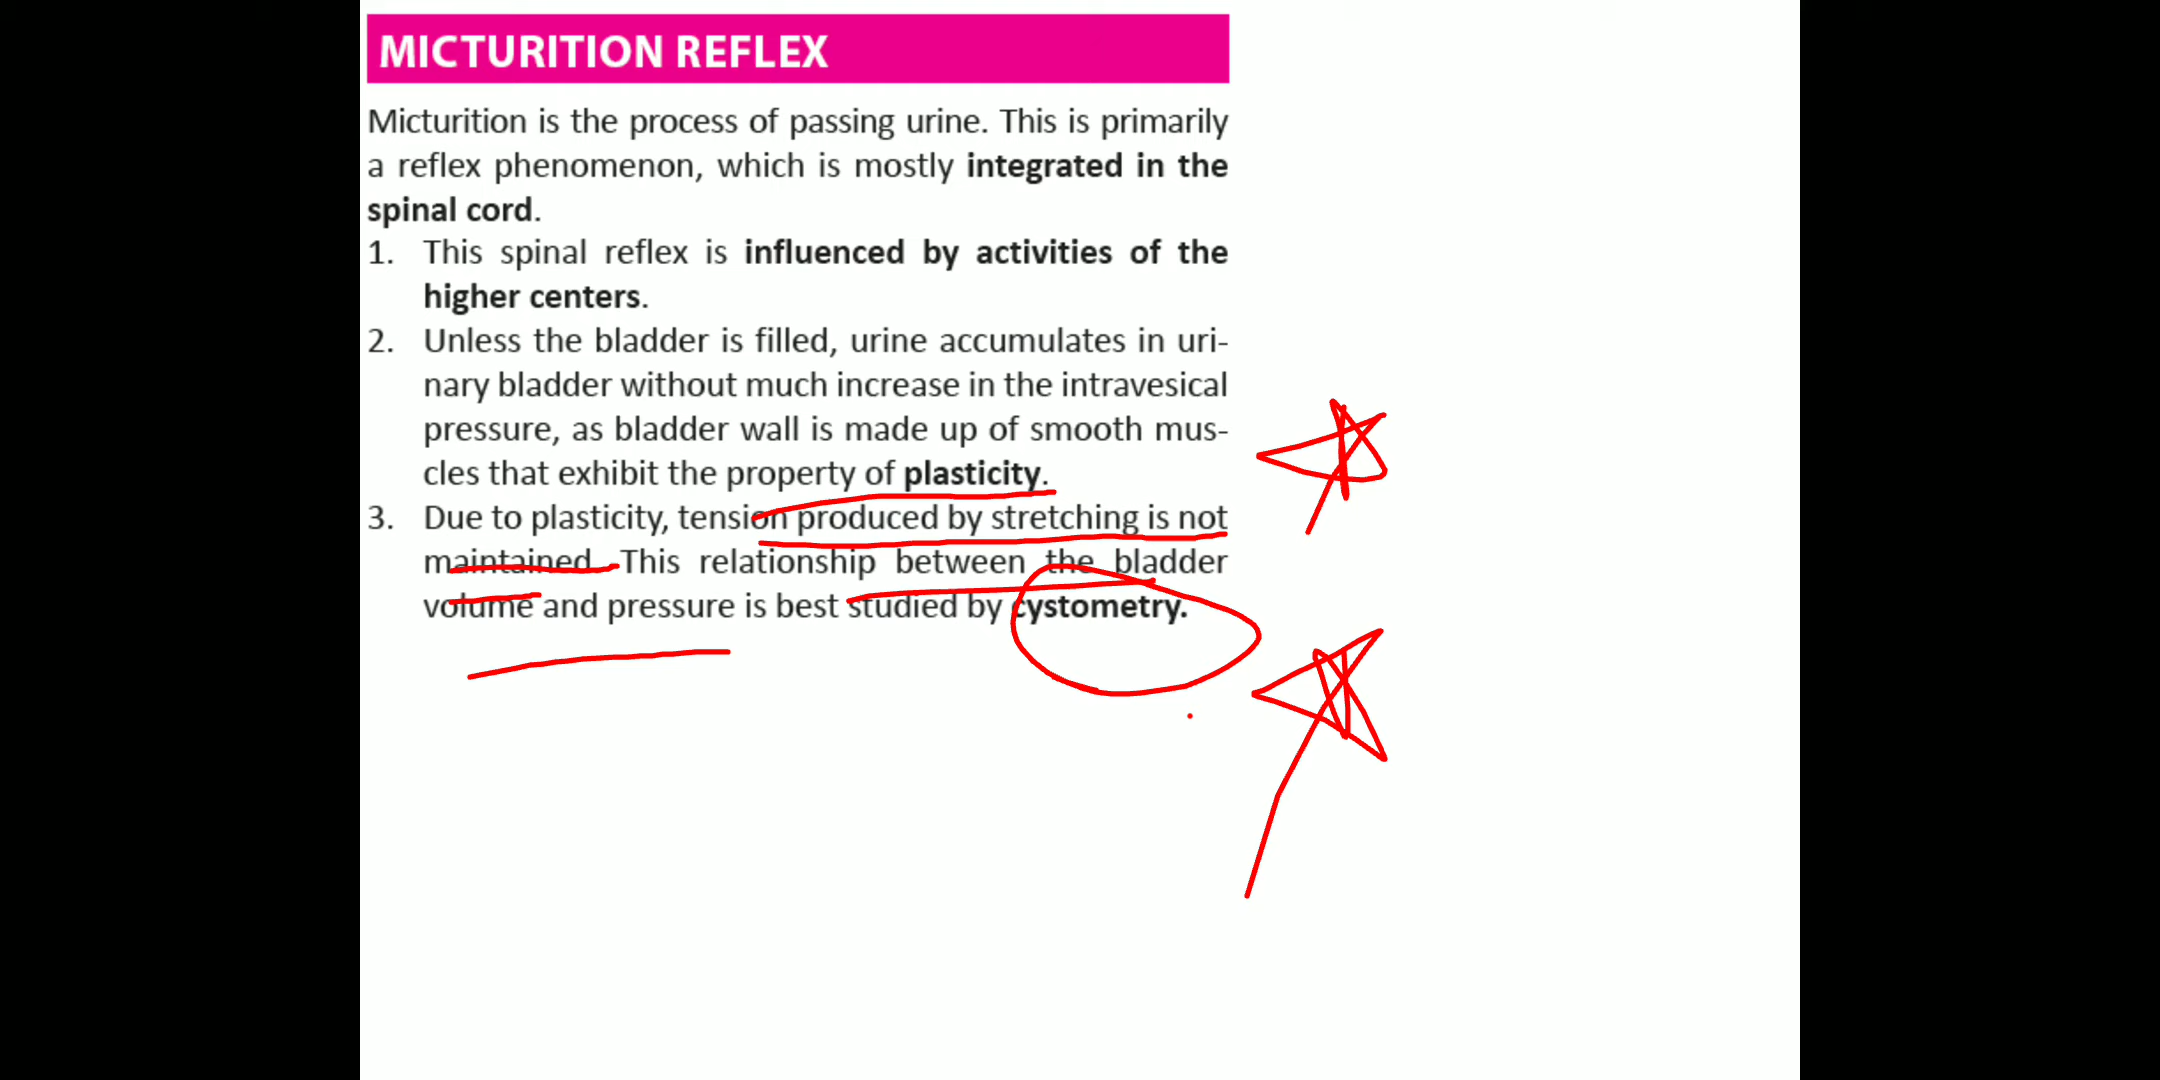 MICTURITION REFLEX
Micturition is the process of passing urine. This is primarily
a reflex phenomenon, which is mostly integrated in the
spinal cord.
1. This spinal reflex is influenced by activities of the
higher centers.
2. Unless the bladder is filled, urine accumulates in uri-
nary bladder without much increase in the intravesical
pressure, as bladder wall is made up of smooth mus-
cles that exhibit the property of plasticity.
3. Due to plasticity, tension produced by stretching is not
maintained. This relationship between the bladder
volume and pressure is best studied by cystometry.